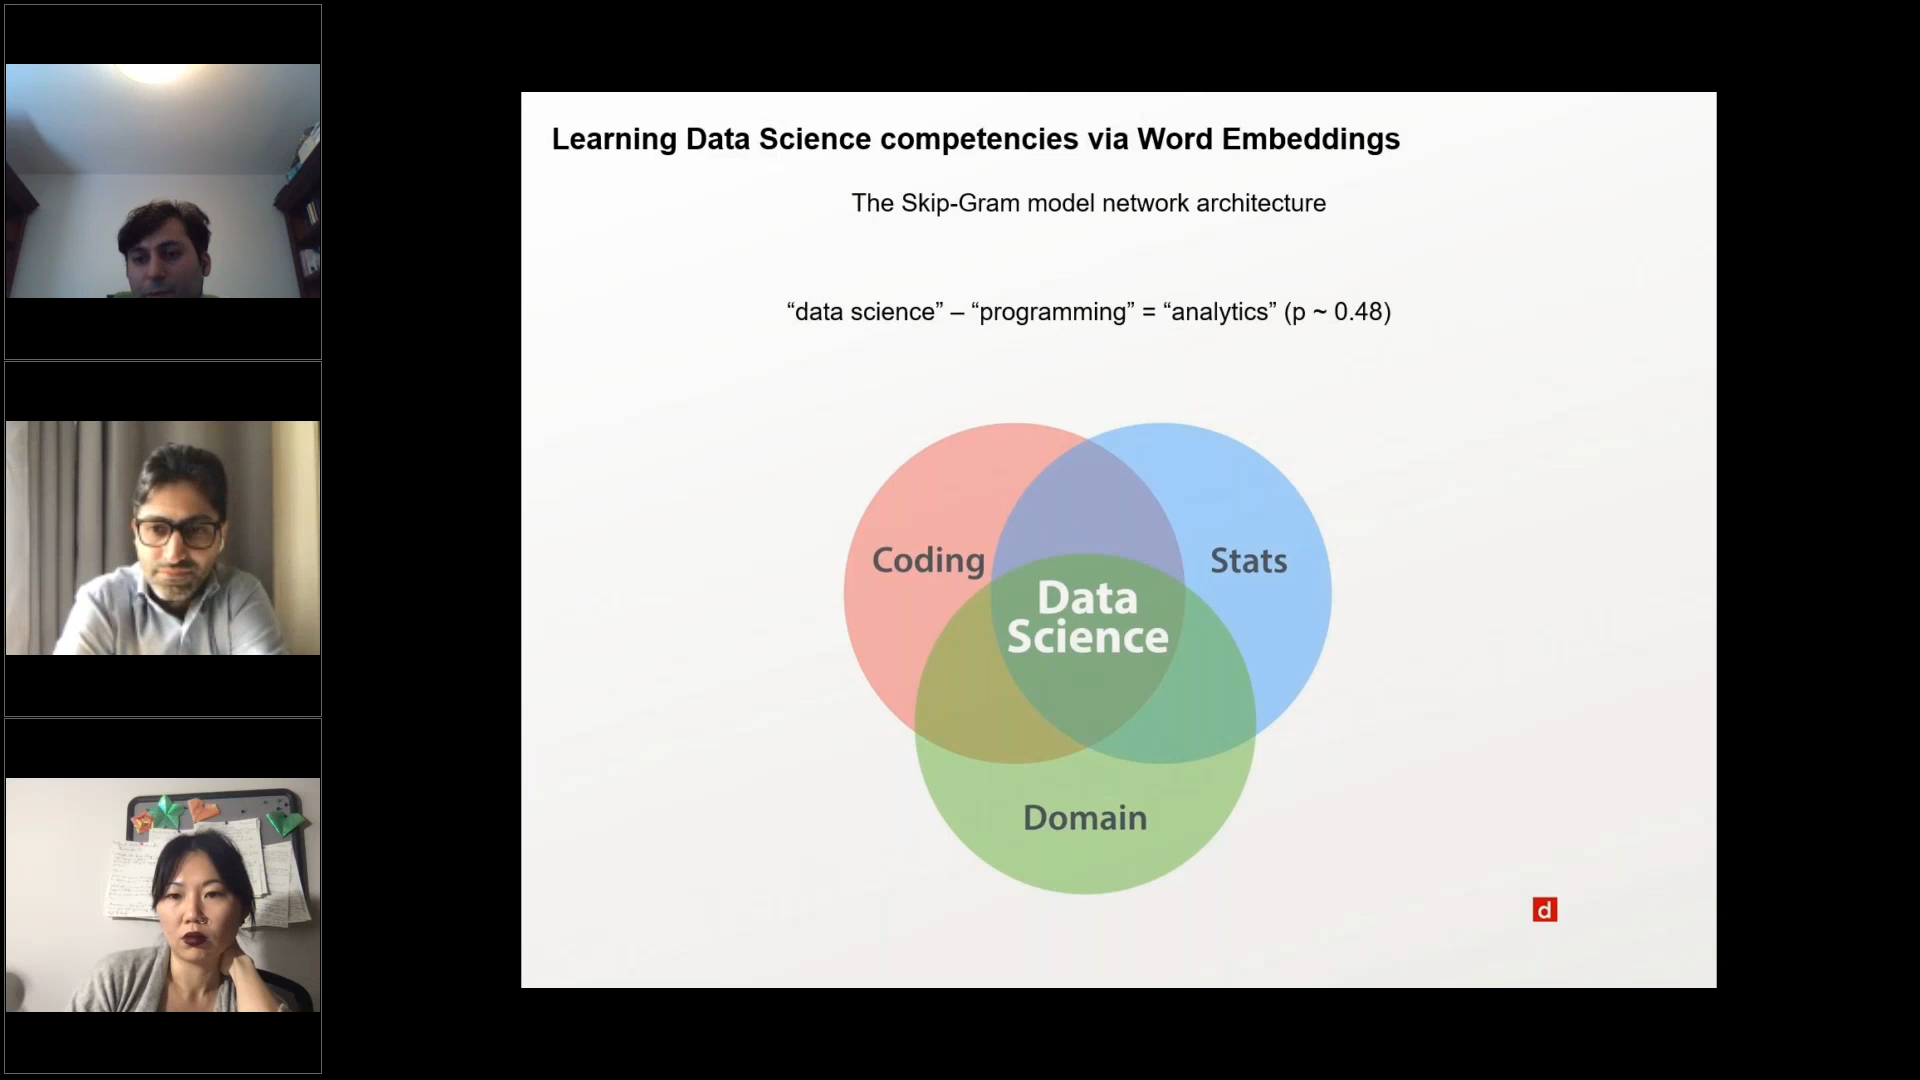 Learning Data Science competencies via Word Embeddings
The Skip-Gram model network architecture
“data science” – “programming” = “analytics” (p ~ 0.48)
Coding
Stats
Data
Science
Domain
d